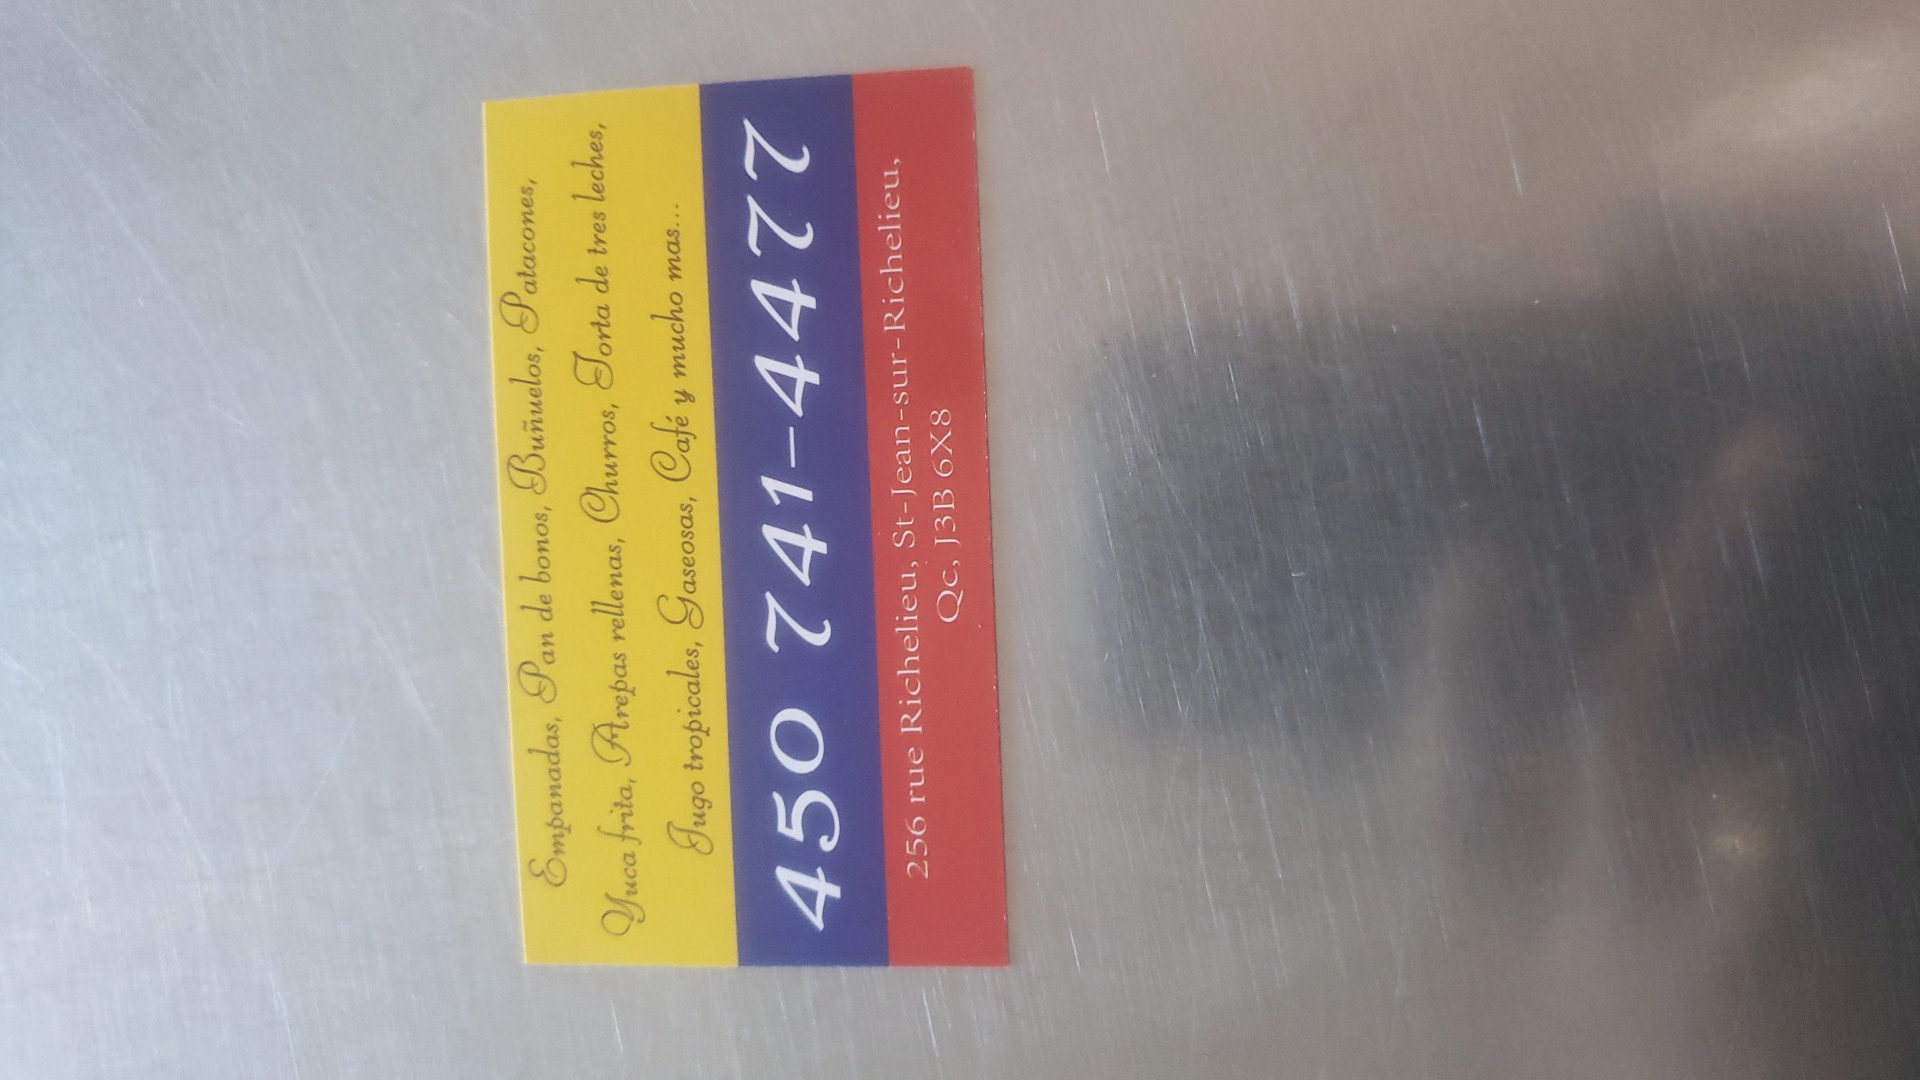 Empanadas, Pan de bonos, Buñuelos, Patacones,
Yuca frita, Arepas rellenas, Churros, Torta de tres leches,
Jugo tropicales, Gaseosas, Café y mucho mas...
450 741-4477
256 rue Richelieu, St-Jean-sur-Richelieu,
Qc, J3B 6X8